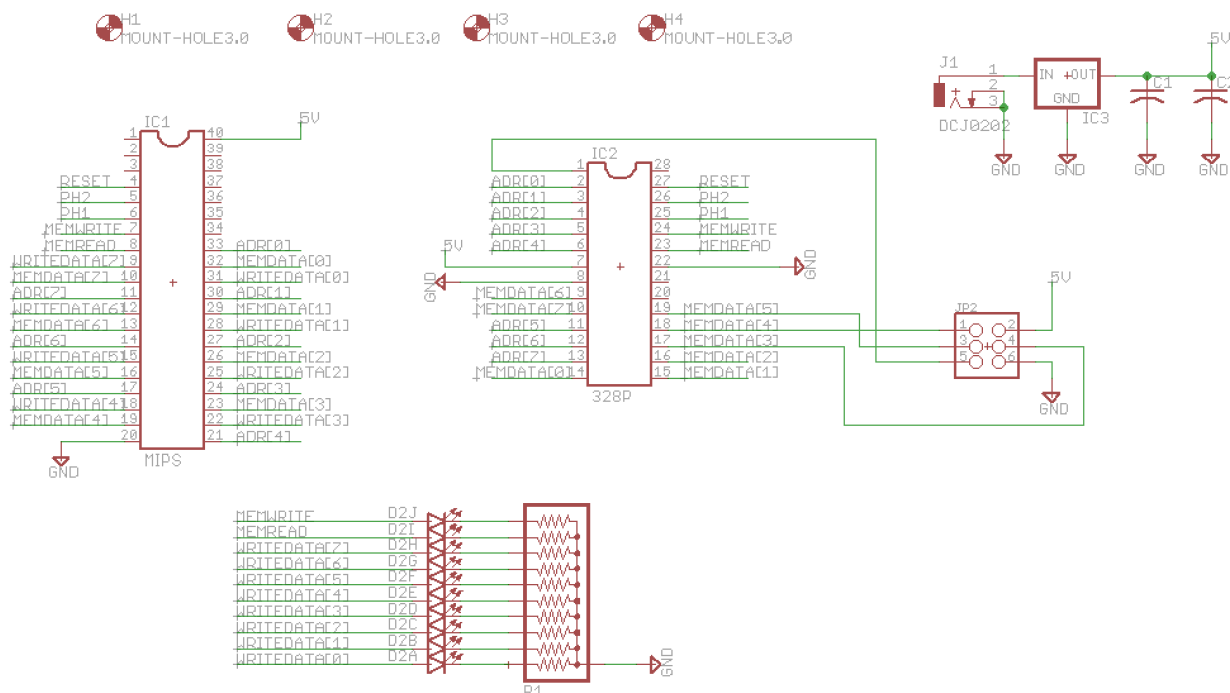 H1
MOUNT-HOLE3.0
H2
MOUNT-HOLE3.0
H3
MOUNT-HOLE3.0
H4
MOUNT-HOLE3.0
J1
1
2
3
DCJ0202
GND
IN
OUT
GND
IC3
GND
C1
GND
5V
GND
IC1
5V
1 40
2 39
3 38
RESET 4 37
PH2 5 36
PH1 6 35
MEMWRITE 7 34
MEMREAD 8 33 ADR[0]
WRITEDATA[7] 9 32 MEMDATA[0]
MEMDATA[7] 10 31 WRITEDATA[0]
ADR[7] 11 30 ADR[1]
WRITEDATA[6] 12 29 MEMDATA[1]
MEMDATA[6] 13 28 WRITEDATA[1]
ADR[6] 14 27 ADR[2]
WRITEDATA[5] 15 26 MEMDATA[2]
MEMDATA[5] 16 25 WRITEDATA[2]
ADR[5] 17 24 ADR[3]
WRITEDATA[4] 18 23 MEMDATA[3]
MEMDATA[4] 19 22 WRITEDATA[3]
20 21 ADR[4]
GND
MIPS
IC2
1 28
ADR[0] 2 27 RESET
ADR[1] 3 26 PH2
ADR[2] 4 25 PH1
ADR[3] 5 24 MEMWRITE
ADR[4] 6 23 MEMREAD
5V 7 22 GND
GND 8 21
MEMDATA[6] 9 20
MEMDATA[7] 10 19 MEMDATA[5]
ADR[5] 11 18 MEMDATA[4]
ADR[6] 12 17 MEMDATA[3]
ADR[7] 13 16 MEMDATA[2]
MEMDATA[0] 14 15 MEMDATA[1]
328P
5V
JP2
1 2
3 4
5 6
GND
MEMWRITE D2J
MEMREAD D2I
WRITEDATA[7] D2H
WRITEDATA[6] D2G
WRITEDATA[5] D2F
WRITEDATA[4] D2E
WRITEDATA[3] D2D
WRITEDATA[2] D2C
WRITEDATA[1] D2B
WRITEDATA[0] D2A
GND